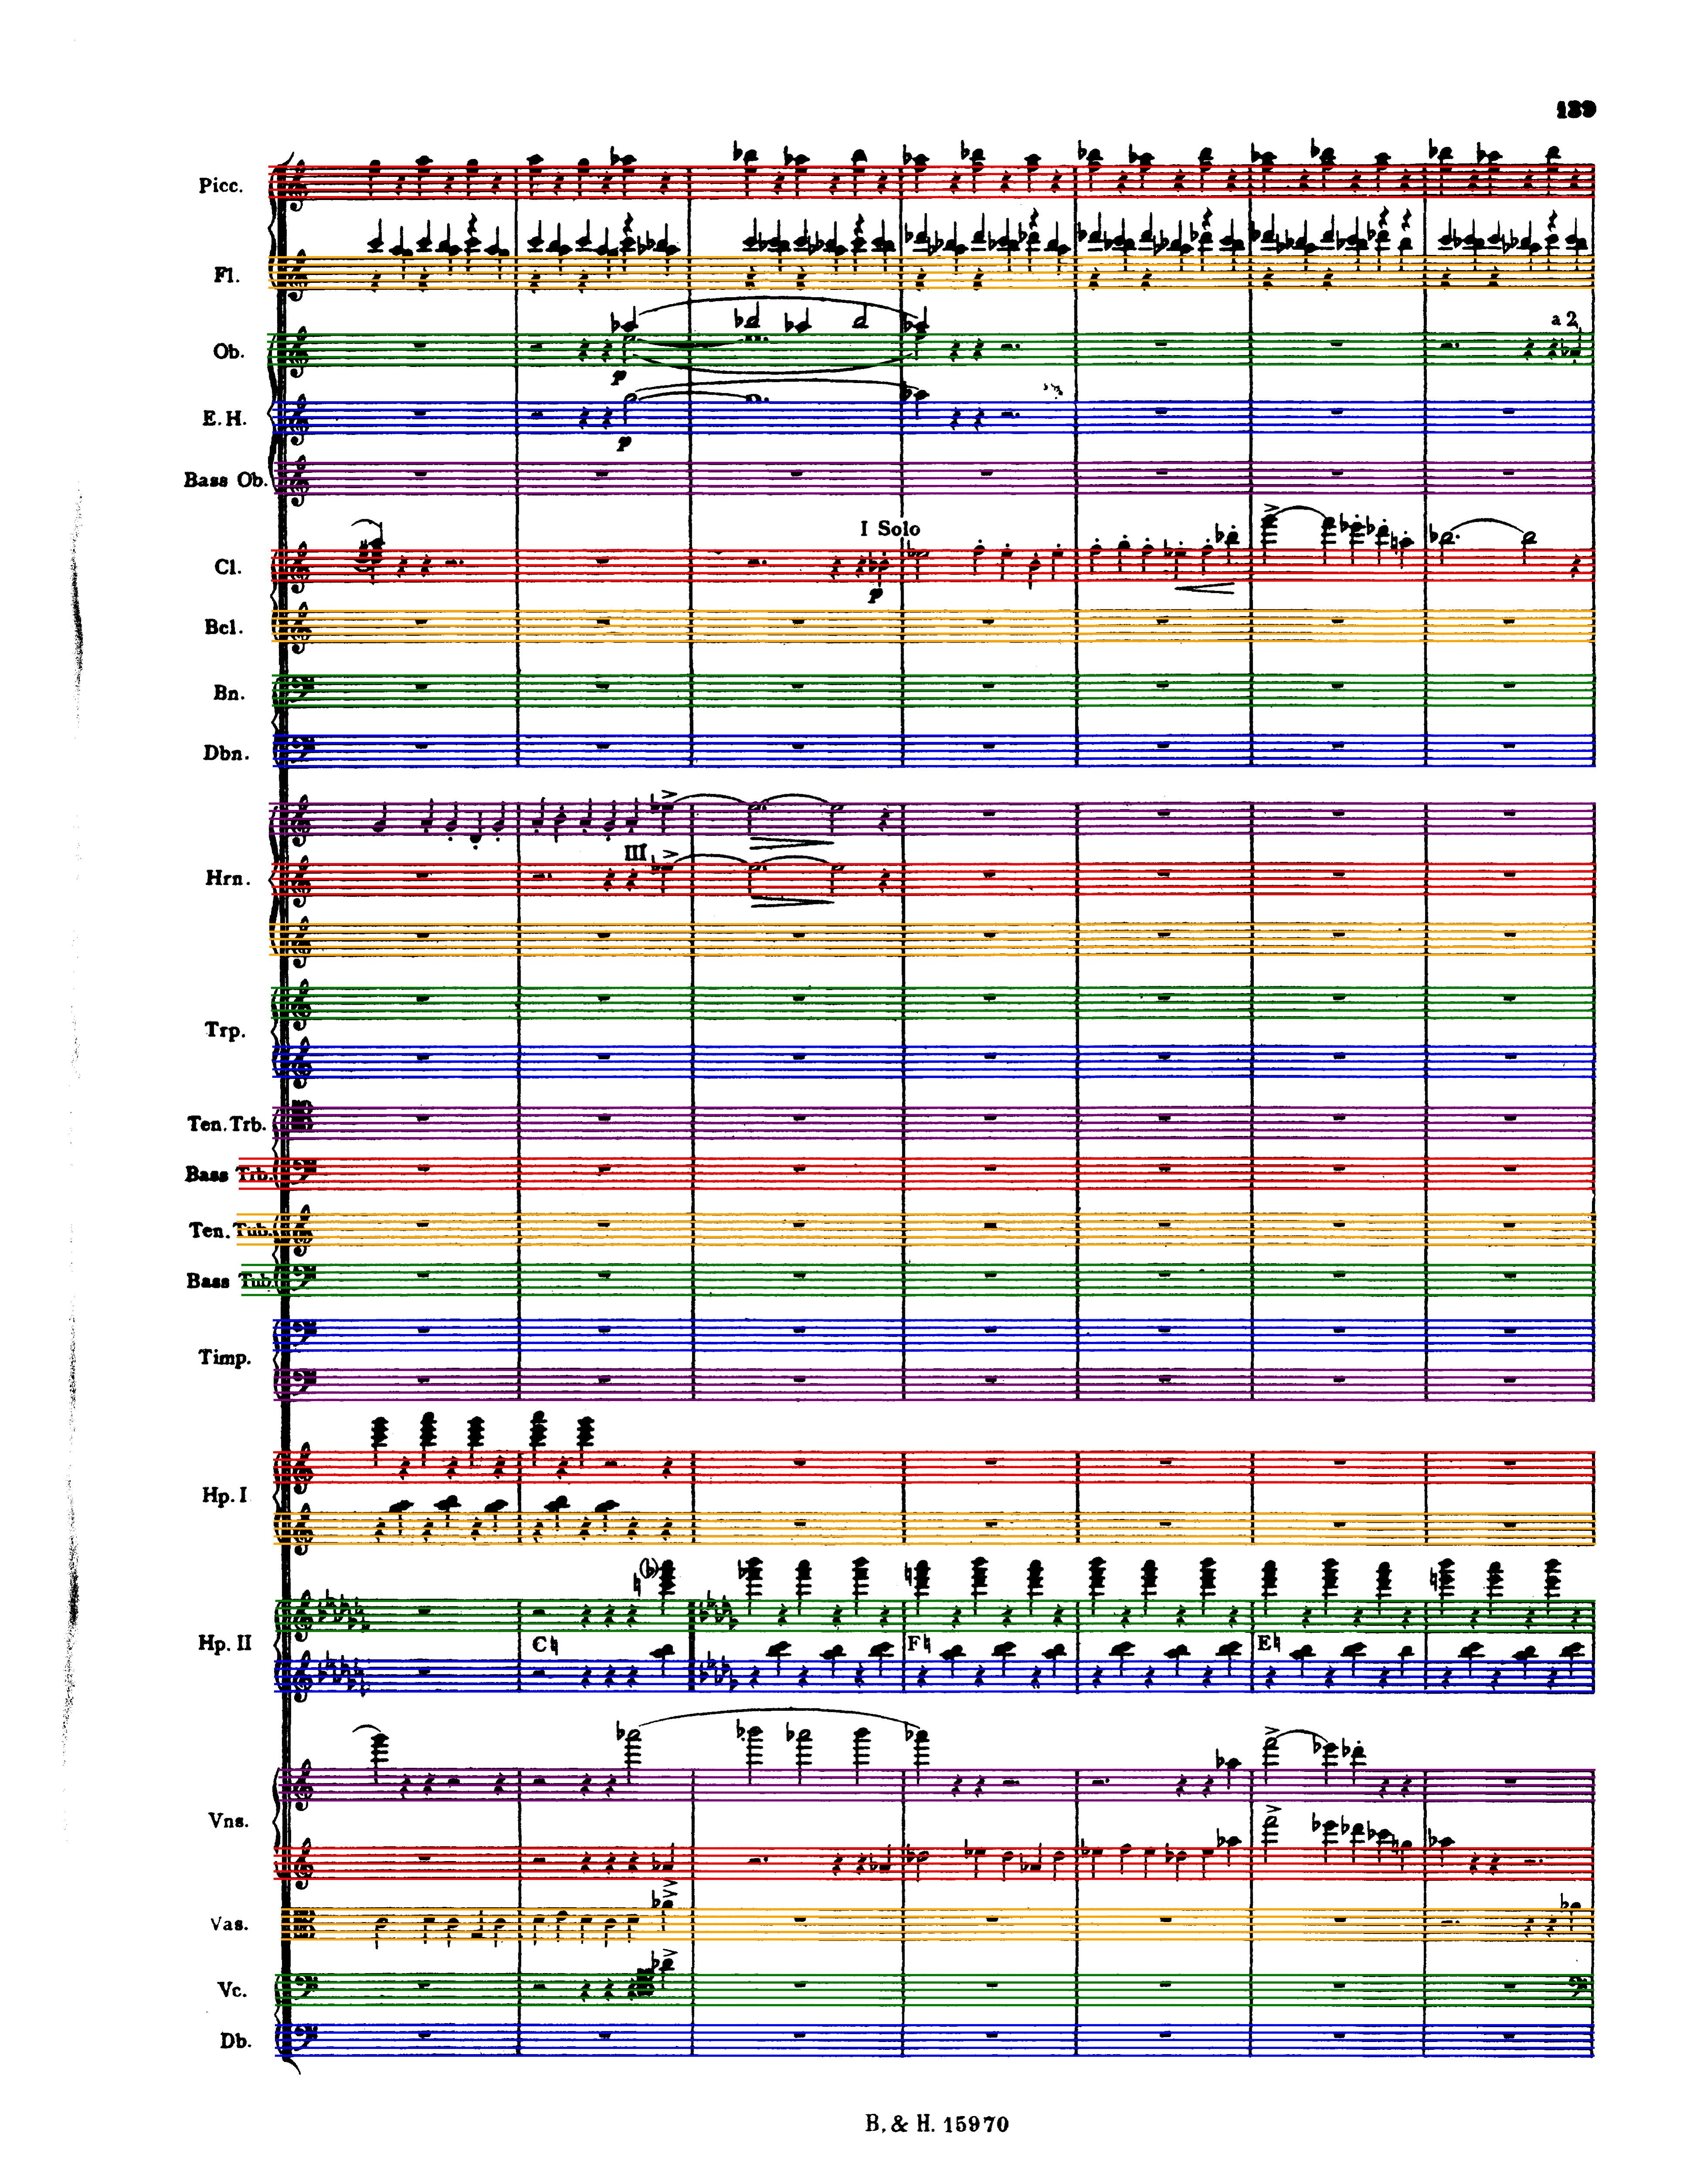 139
Picc.
Fl.
a 2
Ob.
p
E. H.
p
Bass Ob.
I Solo
Cl.
p
Bcl.
Bn.
Dbn.
III
Hrn.
Trp.
Ten. Trb.
Bass Trb.
Ten. Tub.
Bass Tub.
Timp.
Hp. I
Hp. II
C♮ F♮ E♮
Vns.
Vas.
Vc.
Db.
B. & H. 15970